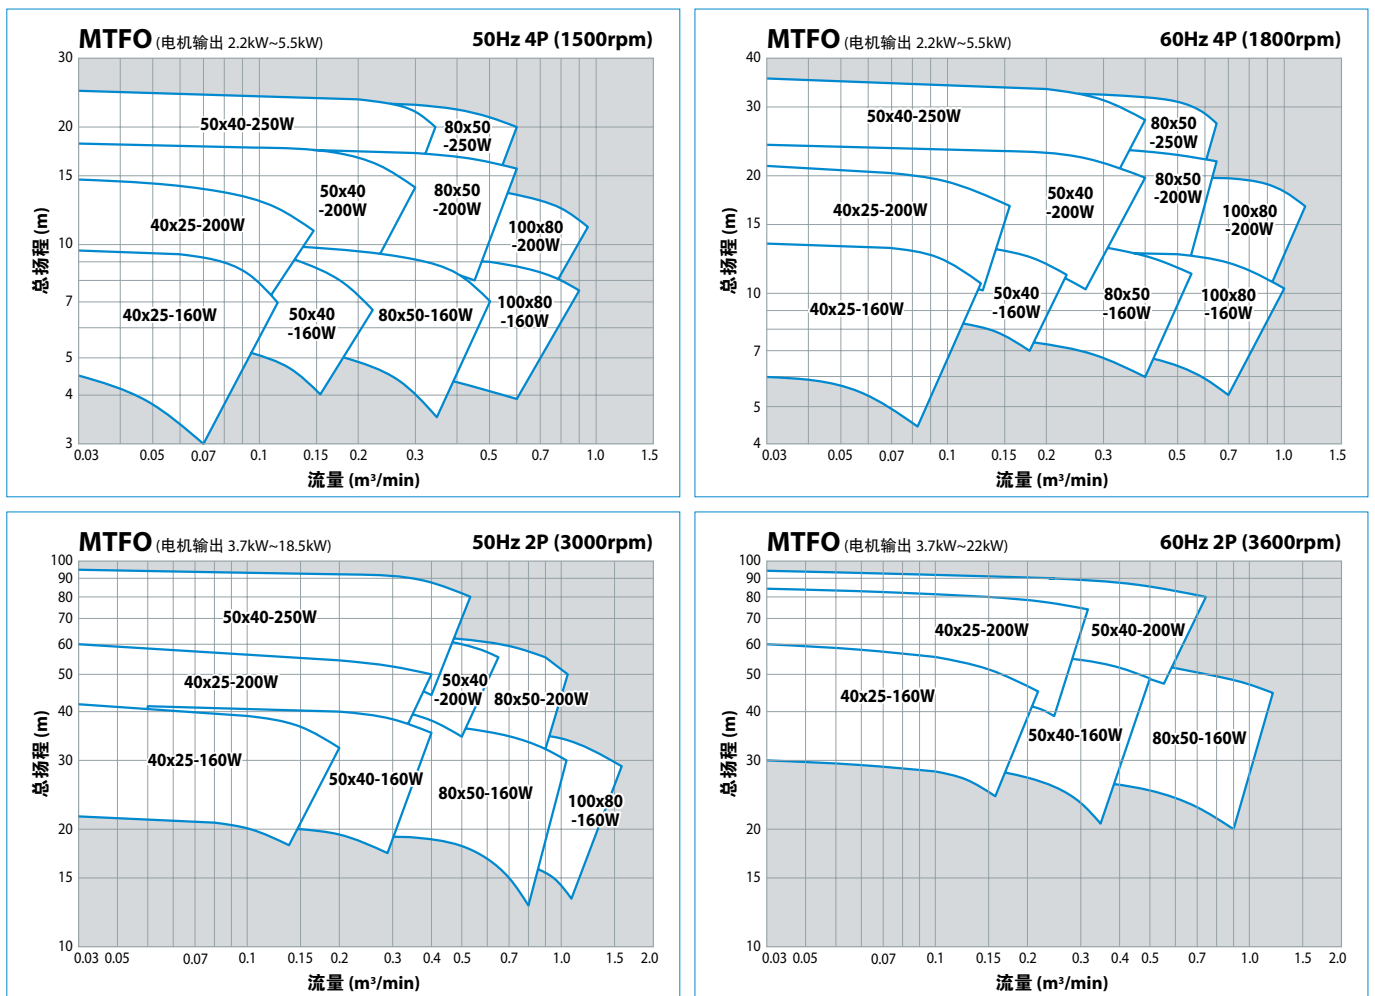 MTFO (电机输出 2.2kW~5.5kW) 50Hz 4P (1500rpm)
30
20
15
10
7
5
4
3
总扬程 (m)
50x40-250W
80x50
-250W
50x40
-200W
80x50
-200W
40x25-200W
100x80
-200W
40x25-160W
50x40
-160W
80x50-160W
100x80
-160W
0.03 0.05 0.07 0.1 0.15 0.2 0.3 0.5 0.7 1.0 1.5
流量 (m³/min)
MTFO (电机输出 2.2kW~5.5kW) 60Hz 4P (1800rpm)
40
30
20
15
10
7
5
4
总扬程 (m)
50x40-250W
80x50
-250W
40x25-200W
50x40
-200W
80x50
-200W
100x80
-200W
40x25-160W
50x40
-160W
80x50
-160W
100x80
-160W
0.03 0.05 0.07 0.1 0.15 0.2 0.3 0.5 0.7 1.0 1.5
流量 (m³/min)
MTFO (电机输出 3.7kW~18.5kW) 50Hz 2P (3000rpm)
100
90
80
70
60
50
40
30
20
15
10
总扬程 (m)
50x40-250W
40x25-200W
50x40
-200W
80x50-200W
40x25-160W
50x40-160W
80x50-160W
100x80
-160W
0.03 0.05 0.07 0.1 0.15 0.2 0.3 0.4 0.5 0.7 1.0 1.5 2.0
流量 (m³/min)
MTFO (电机输出 3.7kW~22kW) 60Hz 2P (3600rpm)
100
90
80
70
60
50
40
30
20
15
10
总扬程 (m)
40x25-200W
50x40-200W
40x25-160W
50x40-160W
80x50-160W
0.03 0.05 0.07 0.1 0.15 0.2 0.3 0.4 0.5 0.7 1.0 1.5 2.0
流量 (m³/min)